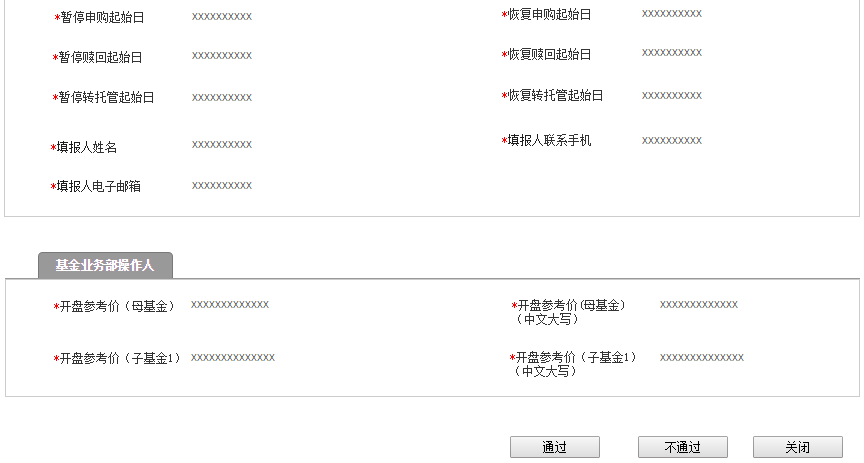 *暂停申购起始日 xxxxxxxxxx *恢复申购起始日 xxxxxxxxxx
*暂停赎回起始日 xxxxxxxxxx *恢复赎回起始日 xxxxxxxxxx
*暂停转托管起始日 xxxxxxxxxx *恢复转托管起始日 xxxxxxxxxx
*填报人姓名 xxxxxxxxxx *填报人联系手机 xxxxxxxxxx
*填报人电子邮箱 xxxxxxxxxx
基金业务部操作人
*开盘参考价（母基金） xxxxxxxxxxxxx *开盘参考价(母基金） xxxxxxxxxxxxx
（中文大写）
*开盘参考价（子基金1） xxxxxxxxxxxxxx *开盘参考价（子基金1） xxxxxxxxxxxxxx
（中文大写）
通过 不通过 关闭